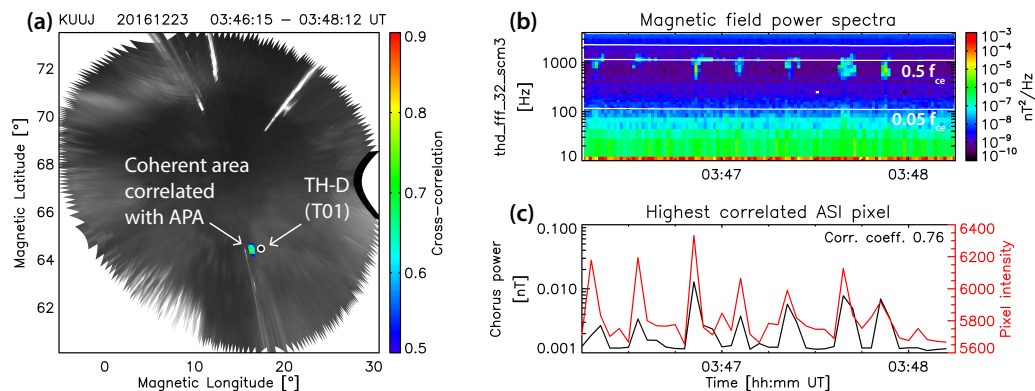 (a)
KUUJ 20161223 03:46:15 – 03:48:12 UT
Magnetic Latitude [°]
72
70
68
66
64
62
Coherent area
correlated
with APA
TH-D
(T01)
0
10
20
30
Magnetic Longitude [°]
0.9
0.8
0.7
0.6
0.5
Cross-correlation
(b)
Magnetic field power spectra
thd_fff_32_scm3
[Hz]
1000
100
10
0.5 fce
0.05 fce
03:47
03:48
10⁻³
10⁻⁴
10⁻⁵
10⁻⁶
10⁻⁷
10⁻⁸
10⁻⁹
10⁻¹⁰
nT²/Hz
(c)
Highest correlated ASI pixel
Corr. coeff. 0.76
Chorus power
[nT]
0.100
0.010
0.001
6400
6200
6000
5800
5600
Pixel intensity
03:47
03:48
Time [hh:mm UT]